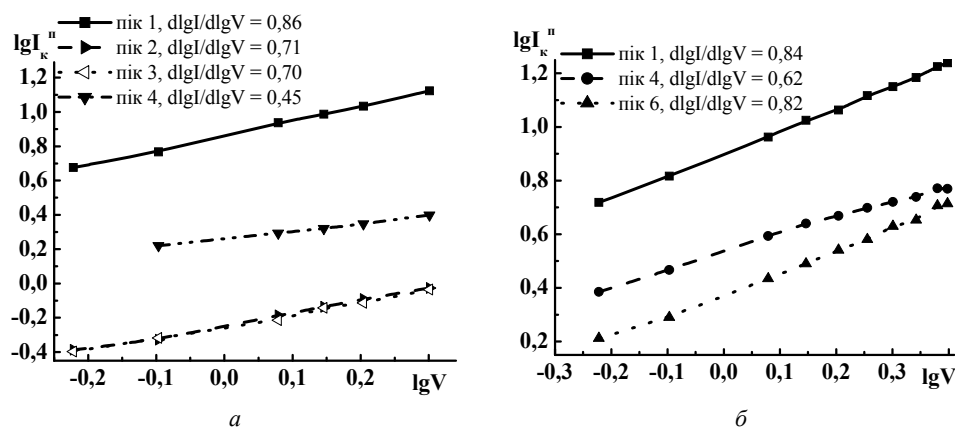 lgIкп
пік 1, dlgI/dlgV = 0,86
пік 2, dlgI/dlgV = 0,71
пік 3, dlgI/dlgV = 0,70
пік 4, dlgI/dlgV = 0,45
1,2
1,0
0,8
0,6
0,4
0,2
0,0
-0,2
-0,4
-0,2 -0,1 0,0 0,1 0,2 lgV
а
lgIкп
пік 1, dlgI/dlgV = 0,84
пік 4, dlgI/dlgV = 0,62
пік 6, dlgI/dlgV = 0,82
1,2
1,0
0,8
0,6
0,4
0,2
-0,3 -0,2 -0,1 0,0 0,1 0,2 0,3 lgV
б